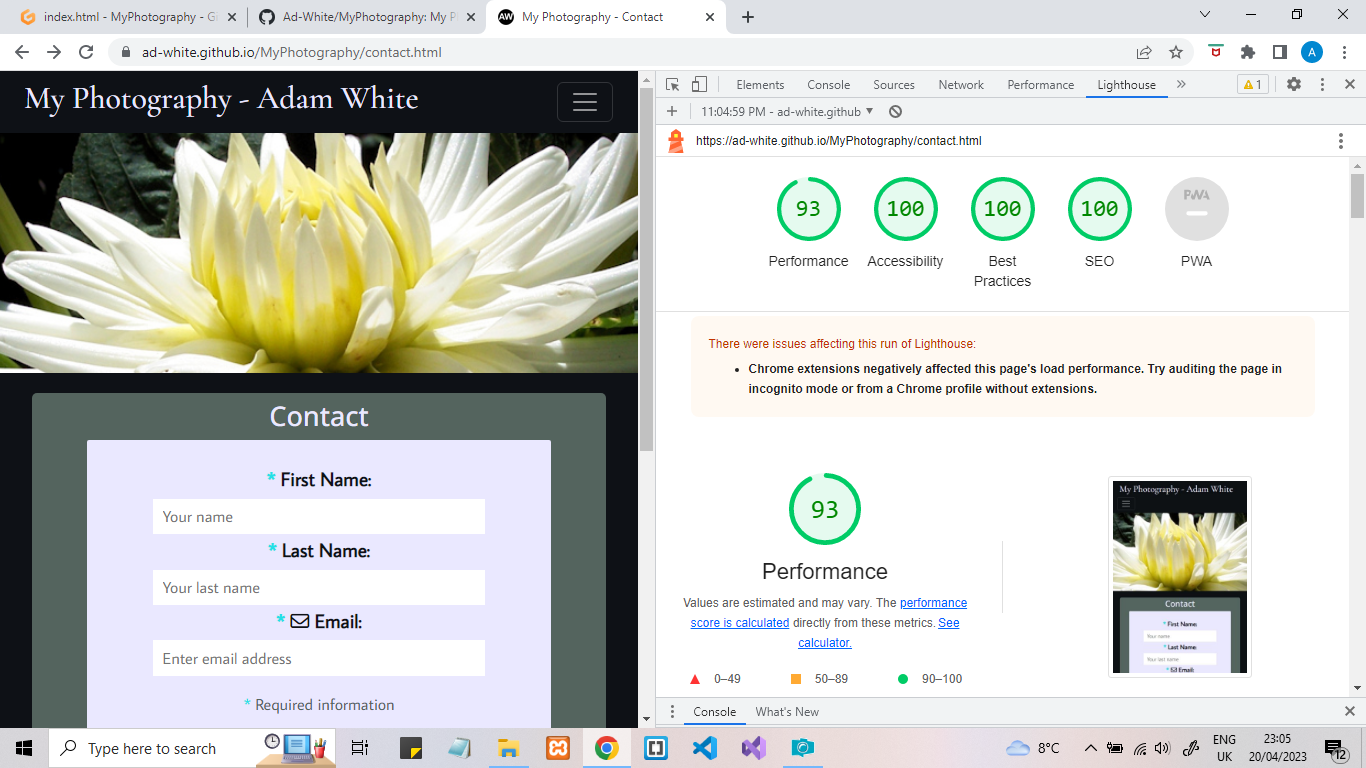 index.html - MyPhotography - Gi
Ad-White/MyPhotography: My P
AW My Photography - Contact
ad-white.github.io/MyPhotography/contact.html
A
My Photography - Adam White
Elements Console Sources Network Performance Lighthouse 1
11:04:59 PM - ad-white.github
https://ad-white.github.io/MyPhotography/contact.html
93 100 100 100 PWA
Performance Accessibility Best Practices SEO PWA
There were issues affecting this run of Lighthouse:
Chrome extensions negatively affected this page's load performance. Try auditing the page in
incognito mode or from a Chrome profile without extensions.
Contact
* First Name:
Your name
* Last Name:
Your last name
* Email:
Enter email address
* Required information
93
Performance
Values are estimated and may vary. The performance
score is calculated directly from these metrics. See
calculator.
0–49 50–89 90–100
My Photography - Adam White
Contact
* First Name:
Your name
* Last Name:
Your last name
* Email:
Console What's New
Type here to search
8°C
ENG
UK
23:05
20/04/2023
12